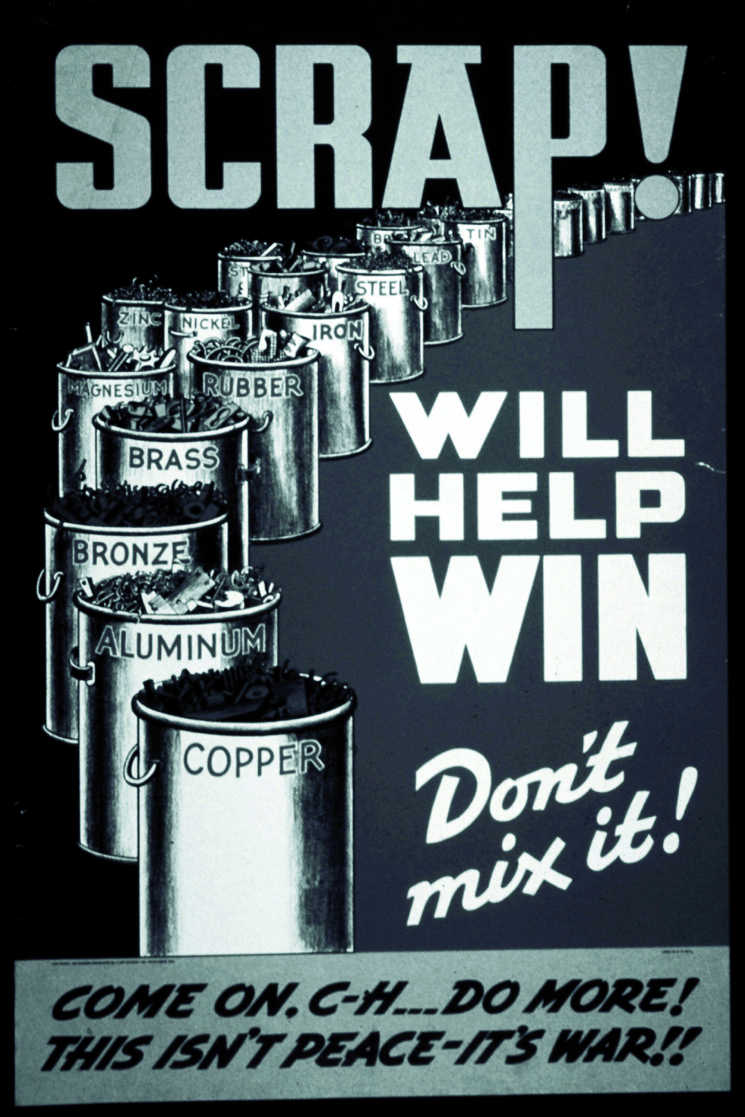 SCRAP!
TIN
LEAD
STEEL
IRON
ZINC
NICKEL
MAGNESIUM
RUBBER
BRASS
BRONZE
ALUMINUM
COPPER
WILL
HELP
WIN
Don't
mix it!
COME ON, C-H...DO MORE!
THIS ISN'T PEACE-IT'S WAR!!